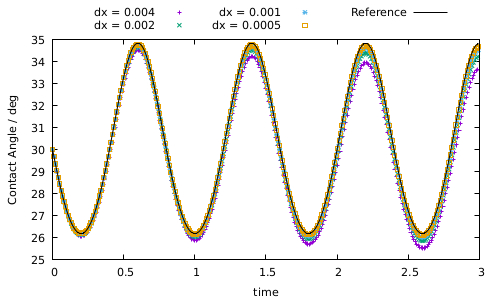 dx = 0.004 dx = 0.001 Reference
dx = 0.002 dx = 0.0005
35
34
33
32
31
30
29
28
27
26
25
Contact Angle / deg
0 0.5 1 1.5 2 2.5 3
time